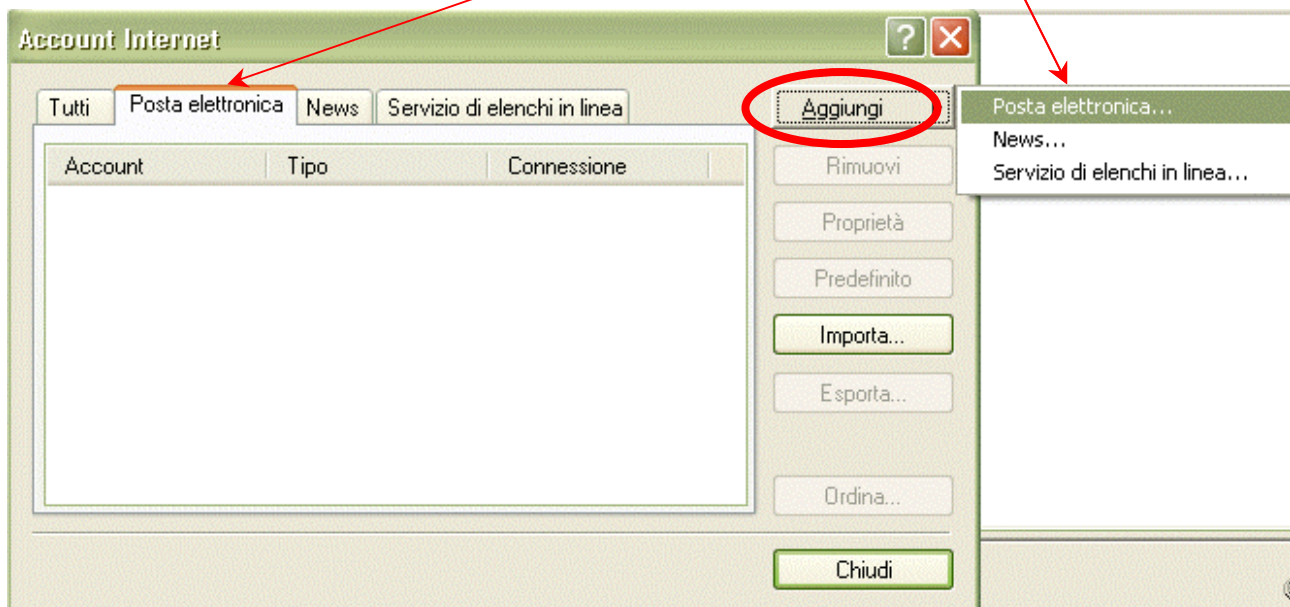 Account Internet
Tutti Posta elettronica News Servizio di elenchi in linea
Account Tipo Connessione
Aggiungi
Rimuovi
Proprietà
Predefinito
Importa...
Esporta...
Ordina...
Chiudi
Posta elettronica...
News...
Servizio di elenchi in linea...